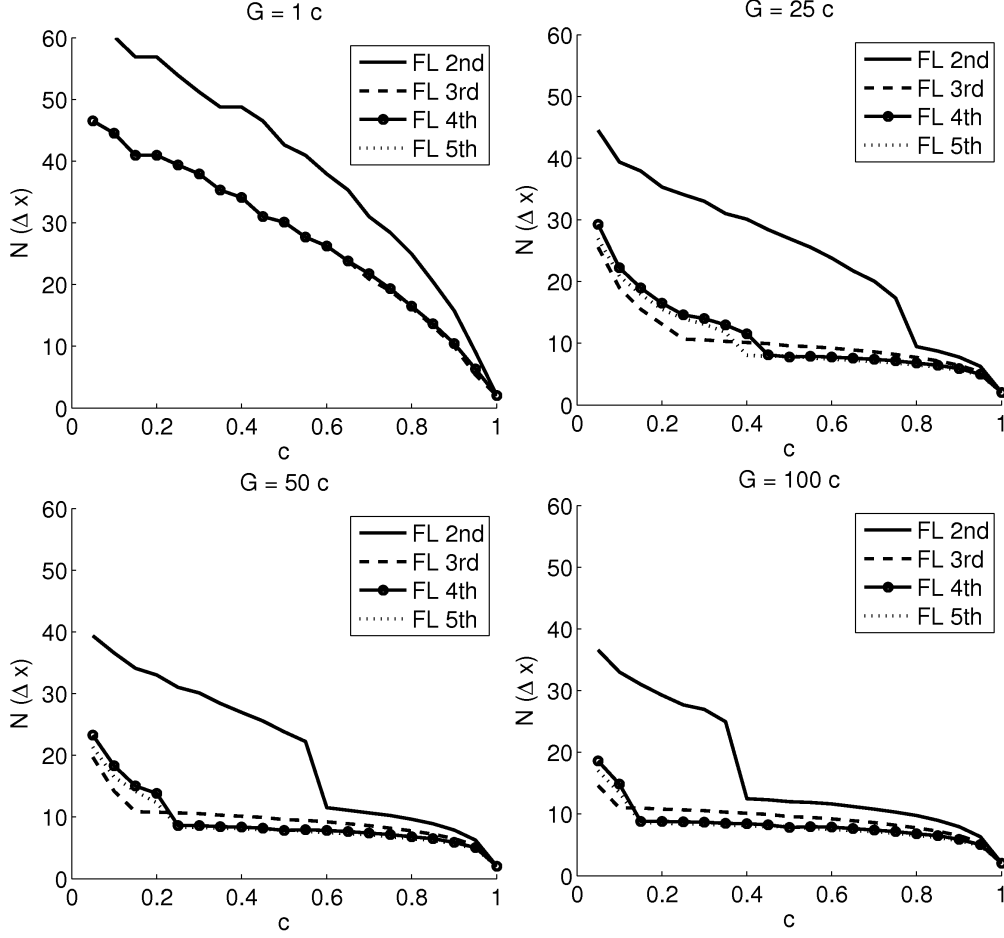 G = 1 c
60
50
40
30
20
10
0
N (Δ x)
0
0.2
0.4
0.6
0.8
1
c
FL 2nd
FL 3rd
FL 4th
FL 5th
G = 25 c
60
50
40
30
20
10
0
N (Δ x)
0
0.2
0.4
0.6
0.8
1
c
FL 2nd
FL 3rd
FL 4th
FL 5th
G = 50 c
60
50
40
30
20
10
0
N (Δ x)
0
0.2
0.4
0.6
0.8
1
c
FL 2nd
FL 3rd
FL 4th
FL 5th
G = 100 c
60
50
40
30
20
10
0
N (Δ x)
0
0.2
0.4
0.6
0.8
1
c
FL 2nd
FL 3rd
FL 4th
FL 5th